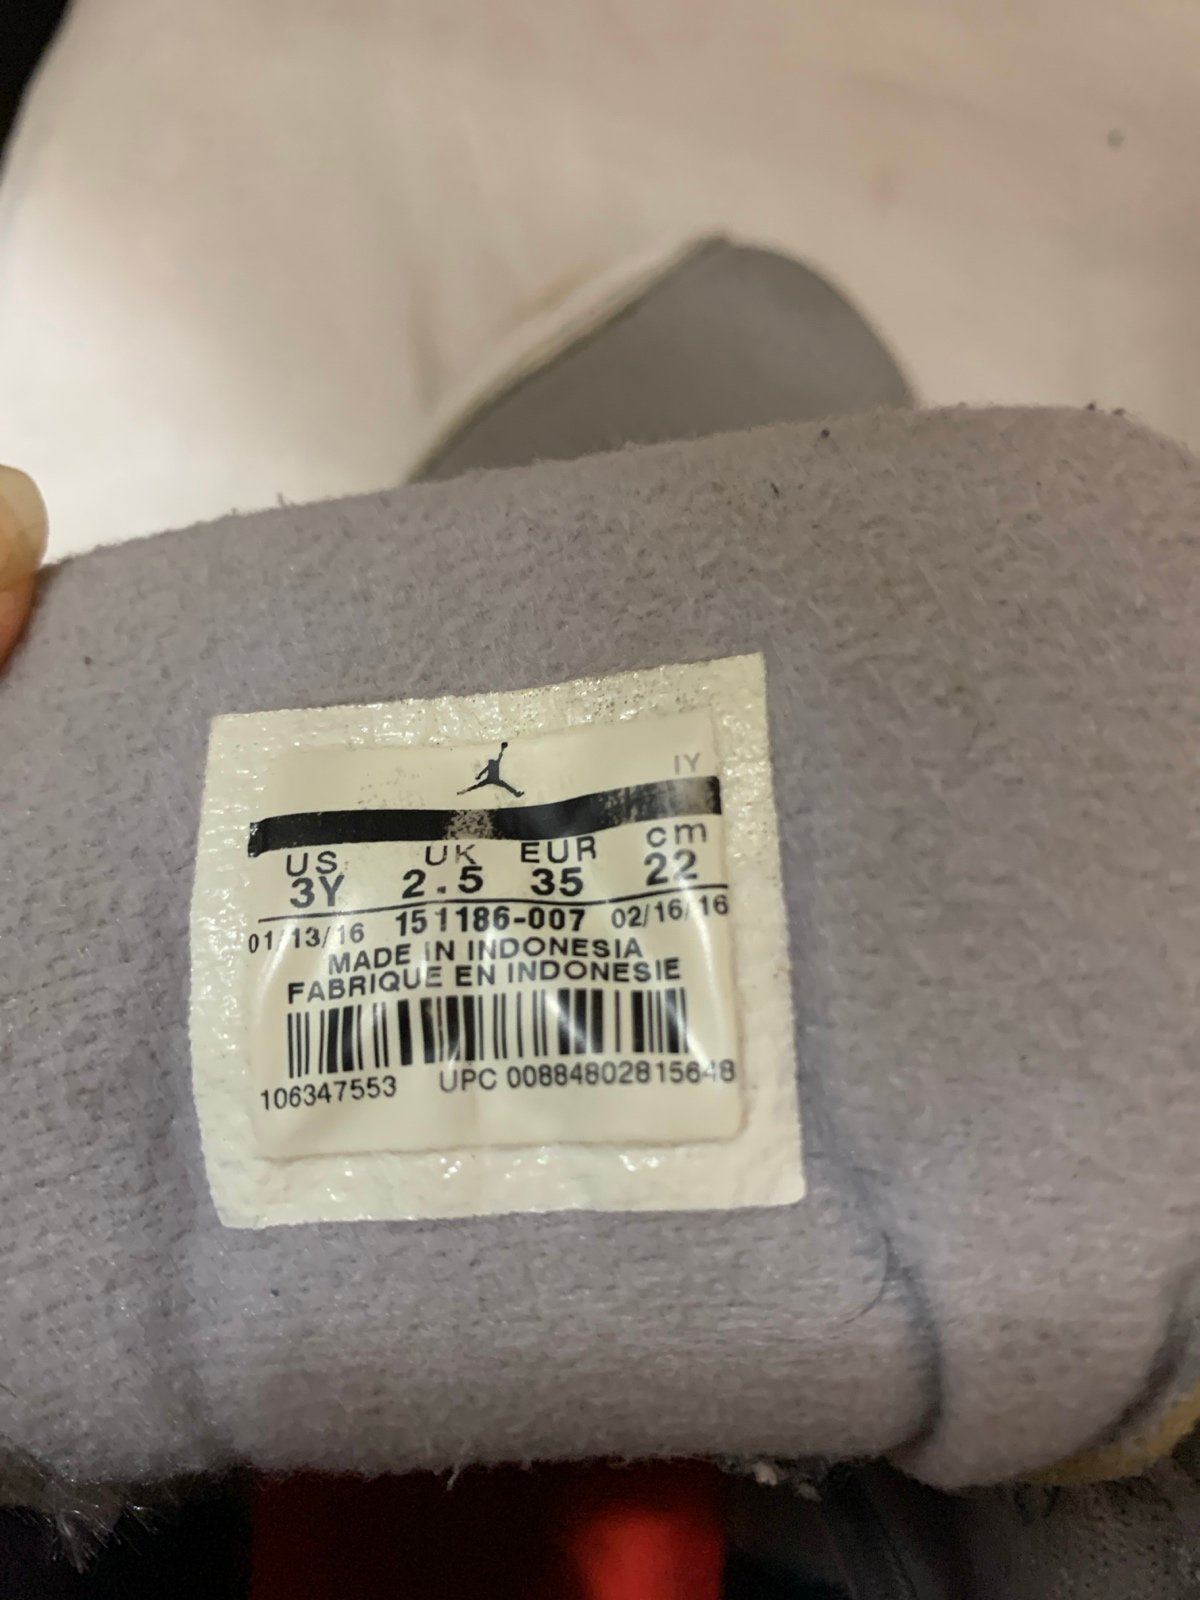 IY
US UK EUR cm
3Y 2.5 35 22
01/13/16 151186-007 02/16/16
MADE IN INDONESIA
FABRIQUE EN INDONESIE
106347553 UPC 00884802815648